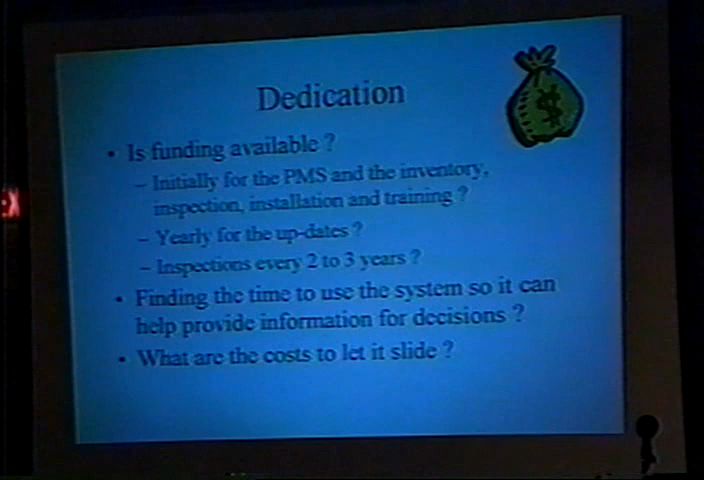 Dedication
• Is funding available ?
– Initially for the PMS and the inventory,
inspection, installation and training ?
– Yearly for the up-dates ?
– Inspections every 2 to 3 years ?
• Finding the time to use the system so it can
help provide information for decisions ?
• What are the costs to let it slide ?
$